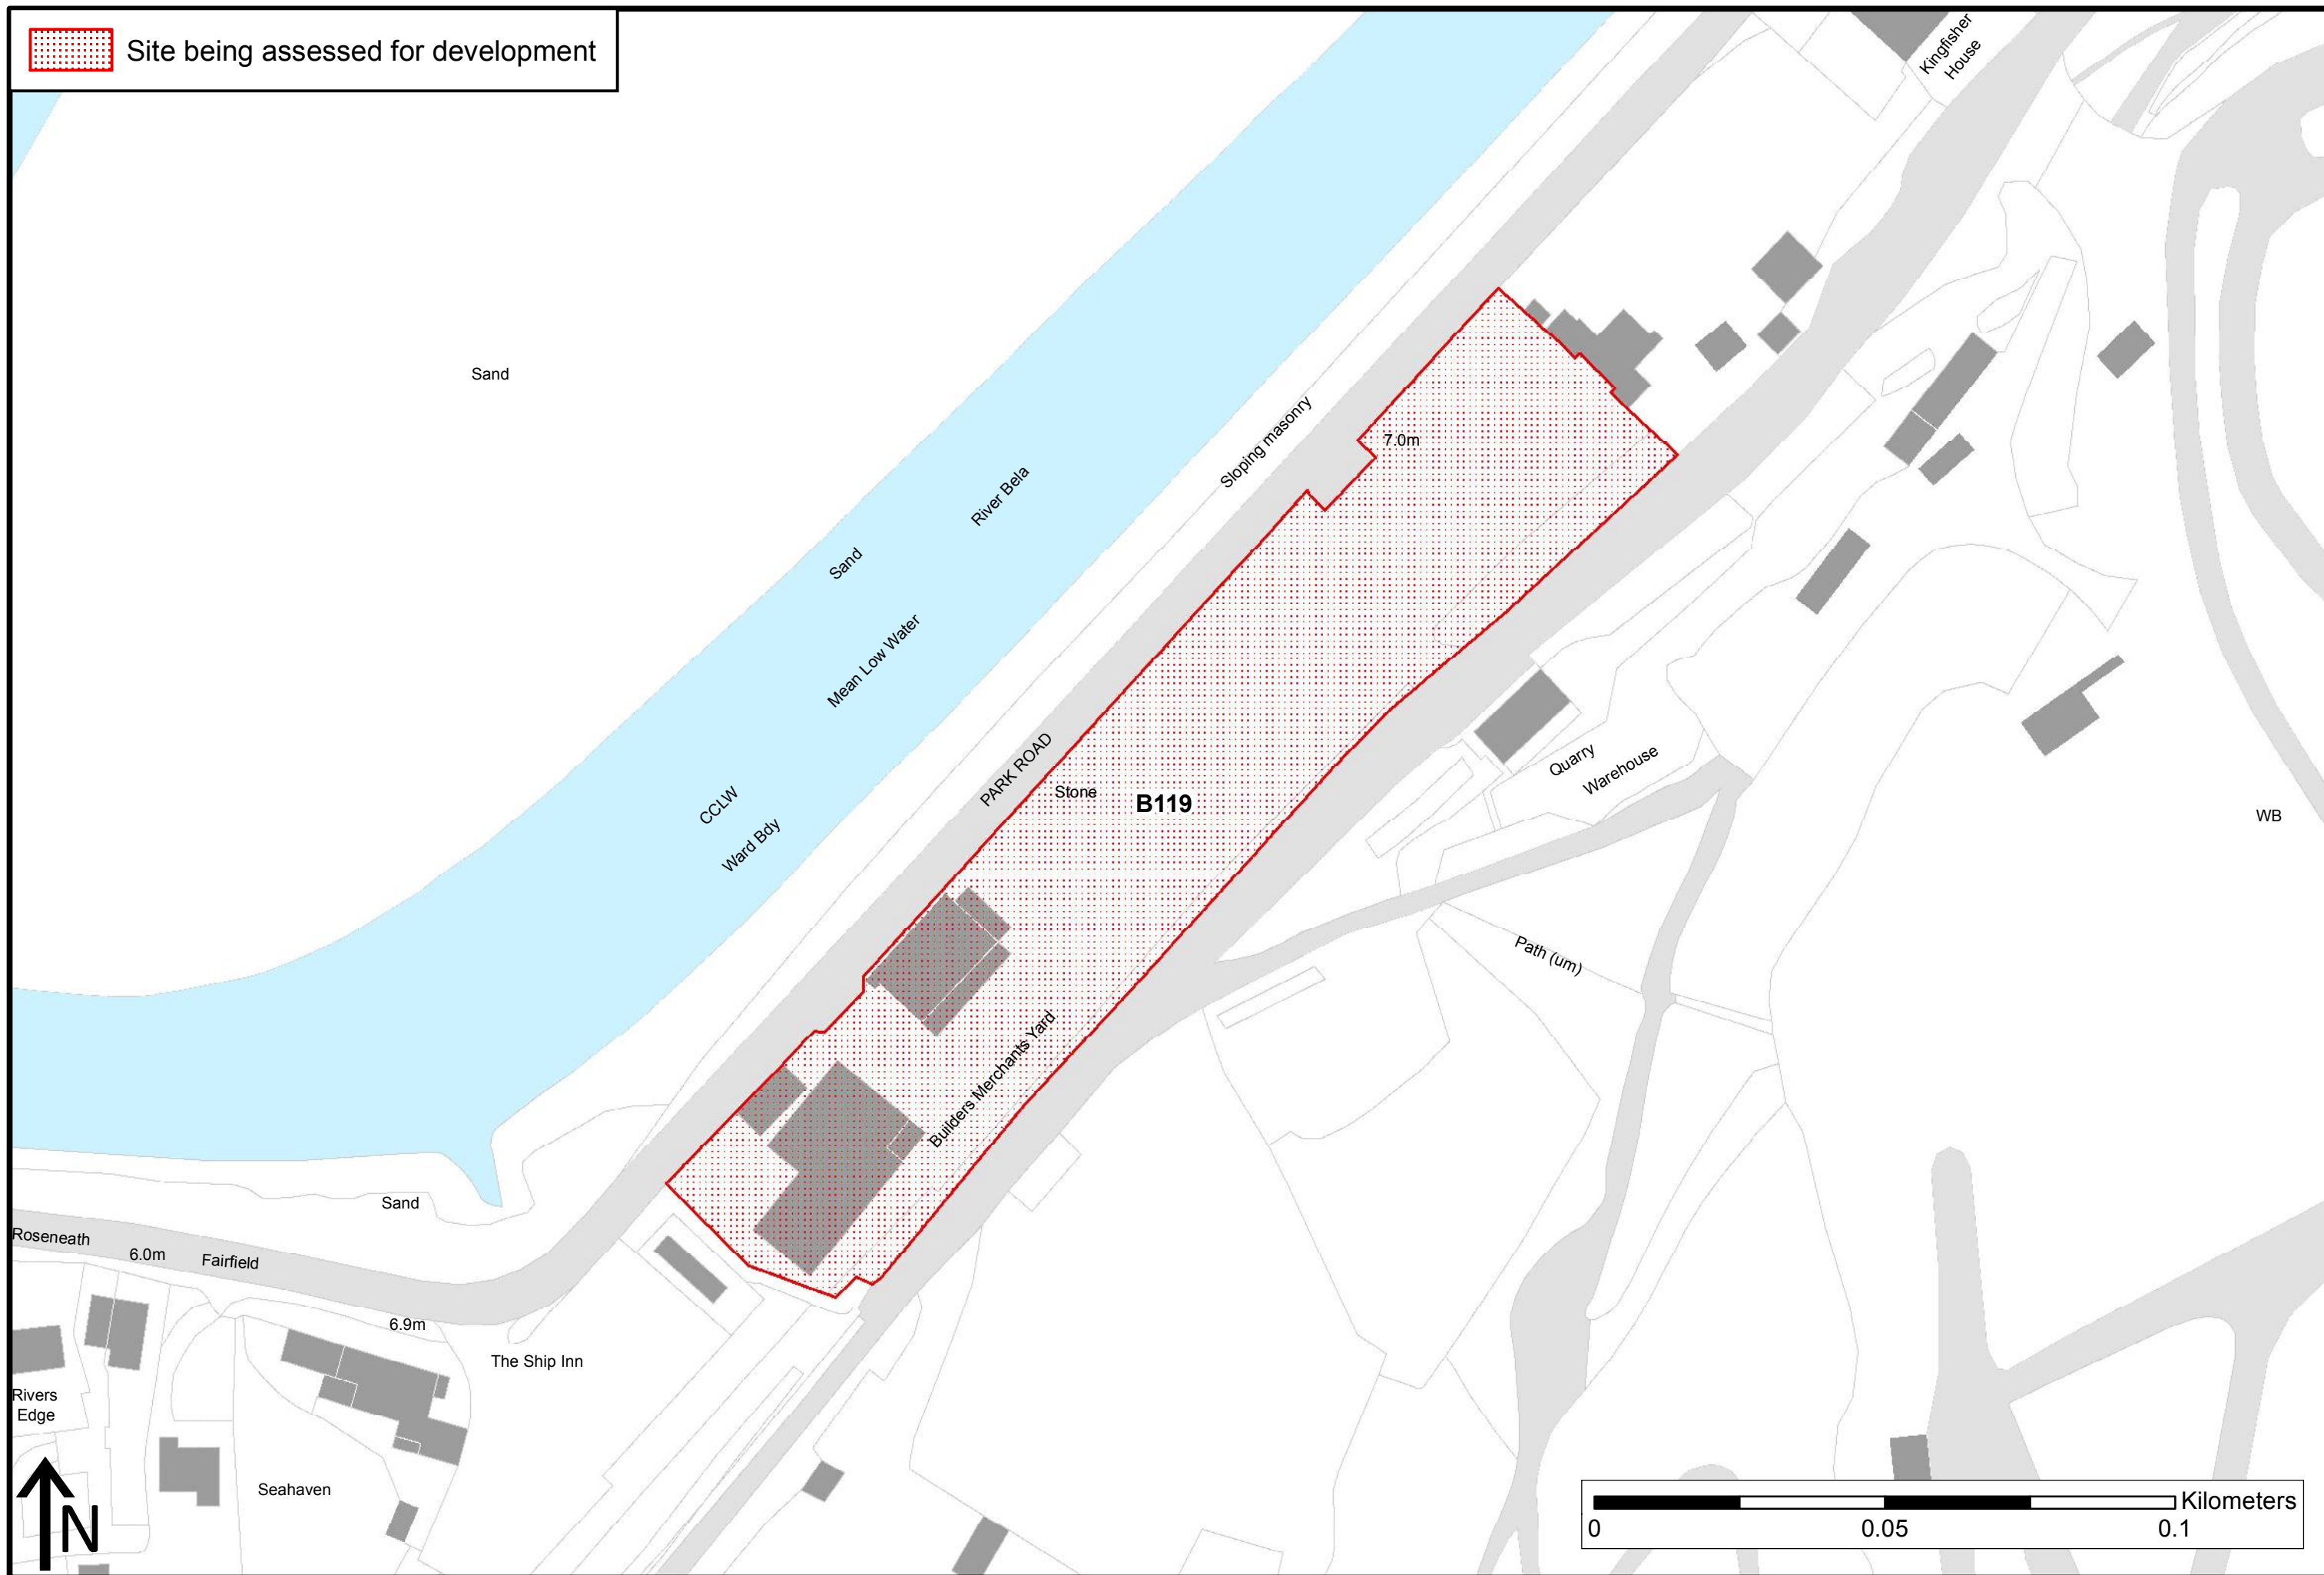 Site being assessed for development
Kingfisher
House
Sand
River Bela
Sloping masonry
7.0m
Sand
Mean Low Water
PARK ROAD
Stone
B119
Quarry
Warehouse
CCLW
Ward Bdy
WB
Path (um)
Builders Merchants Yard
Sand
Roseneath
6.0m
Fairfield
6.9m
The Ship Inn
Rivers
Edge
Seahaven
N
Kilometers
0 0.05 0.1